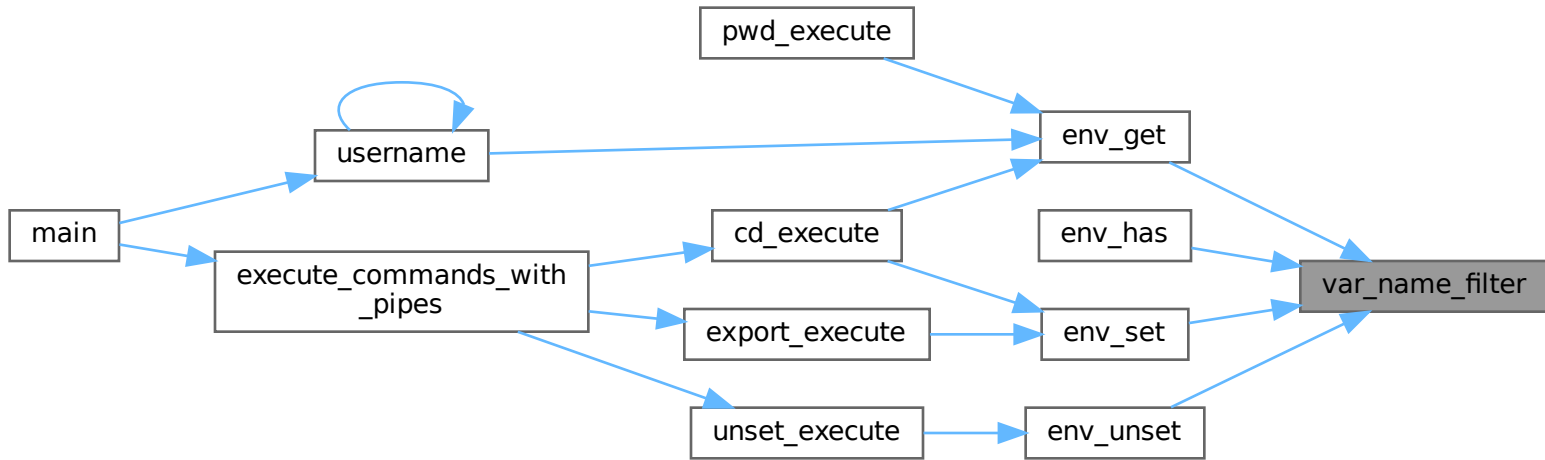 pwd_execute
username
env_get
main
cd_execute
env_has
execute_commands_with
_pipes
var_name_filter
export_execute
env_set
unset_execute
env_unset